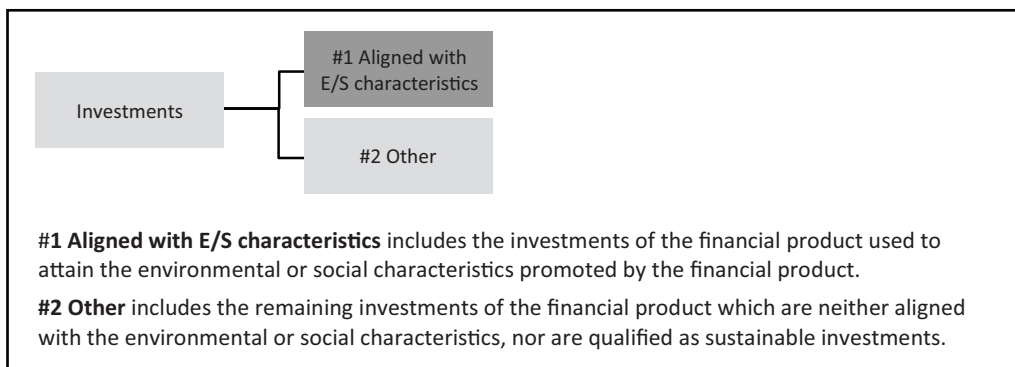 #1 Aligned with
E/S characteristics
Investments
#2 Other
#1 Aligned with E/S characteristics includes the investments of the financial product used to
attain the environmental or social characteristics promoted by the financial product.
#2 Other includes the remaining investments of the financial product which are neither aligned
with the environmental or social characteristics, nor are qualified as sustainable investments.